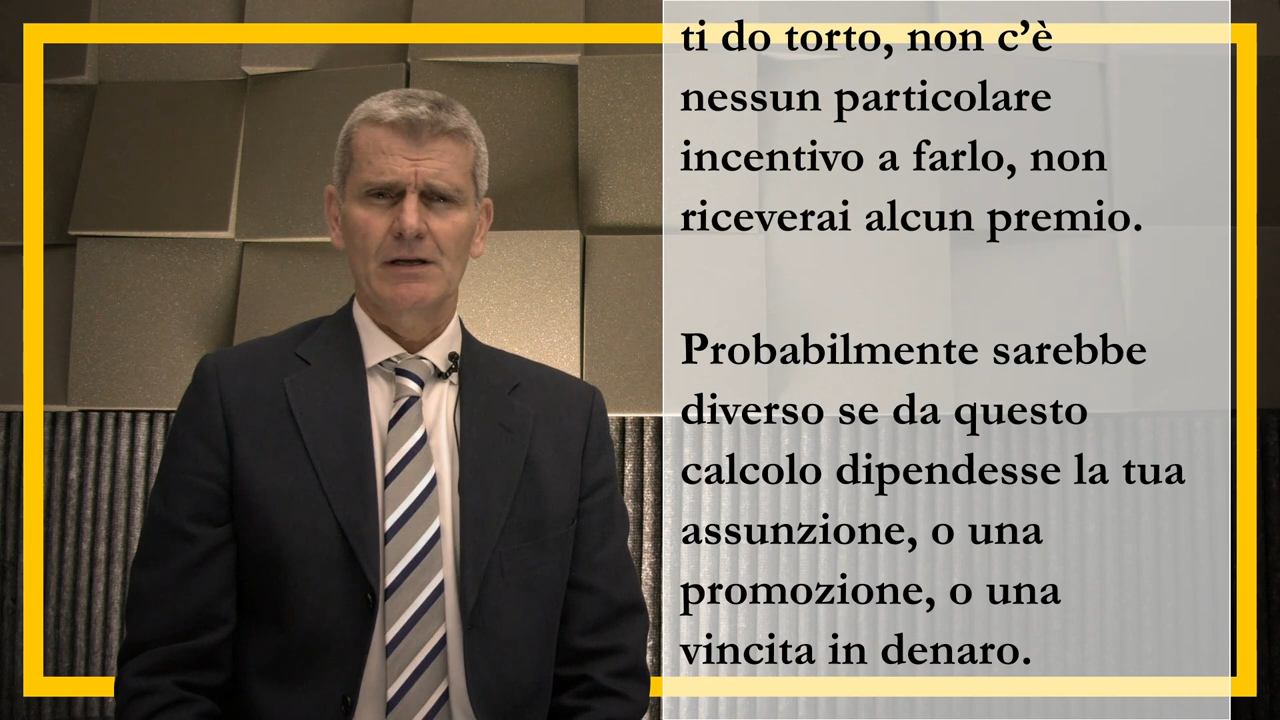 ti do torto, non c’è
nessun particolare
incentivo a farlo, non
riceverai alcun premio.
Probabilmente sarebbe
diverso se da questo
calcolo dipendesse la tua
assunzione, o una
promozione, o una
vincita in denaro.